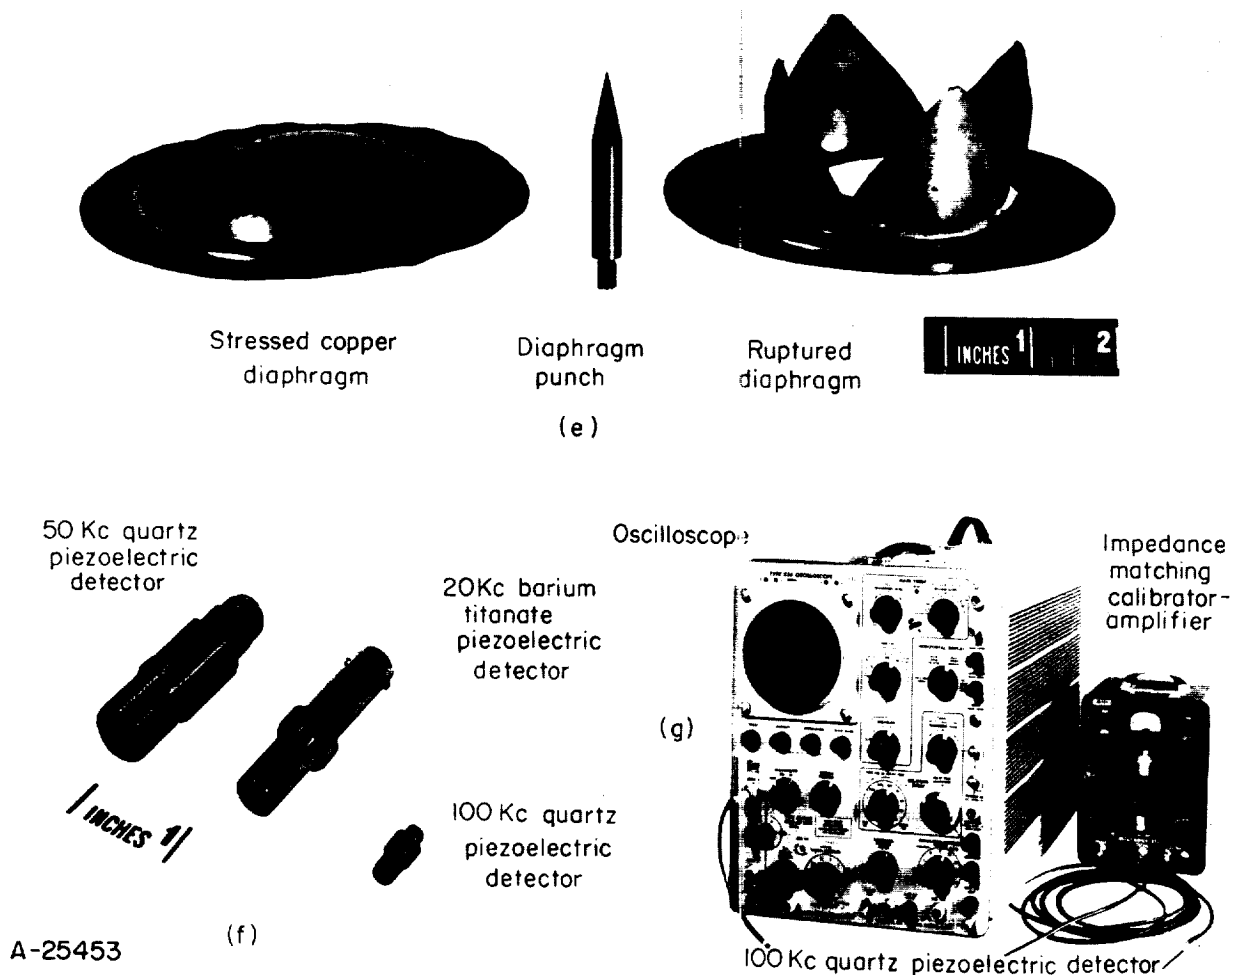 Stressed copper
diaphragm
Diaphragm
punch
Ruptured
diaphragm
INCHES 1 2
(e)
50 Kc quartz
piezoelectric
detector
20Kc barium
titanate
piezoelectric
detector
INCHES 1
100 Kc quartz
piezoelectric
detector
(f)
A-25453
Oscilloscope
OSCILLOSCOPE
Impedance
matching
calibrator-
amplifier
(g)
100 Kc quartz piezoelectric detector